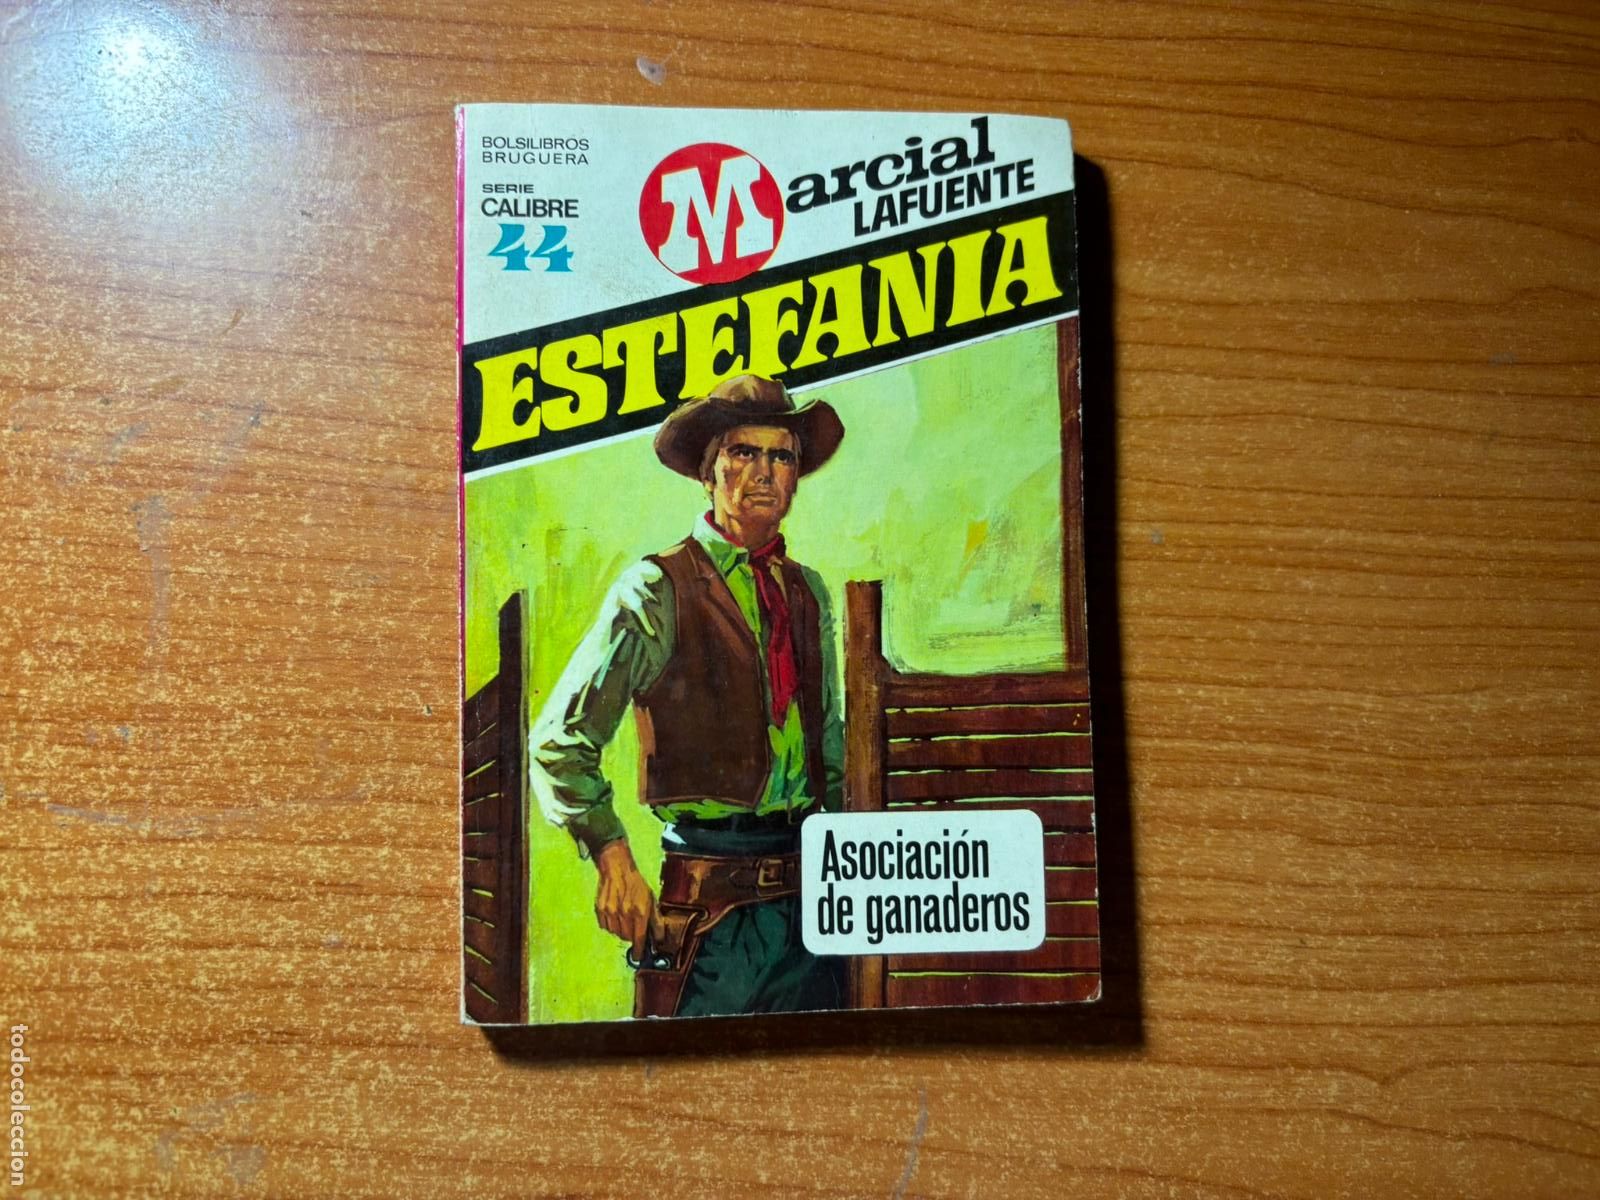 BOLSILIBROS
BRUGUERA
SERIE
CALIBRE
44
Marcial
LAFUENTE
ESTEFANIA
Asociación
de ganaderos
todocoleccion